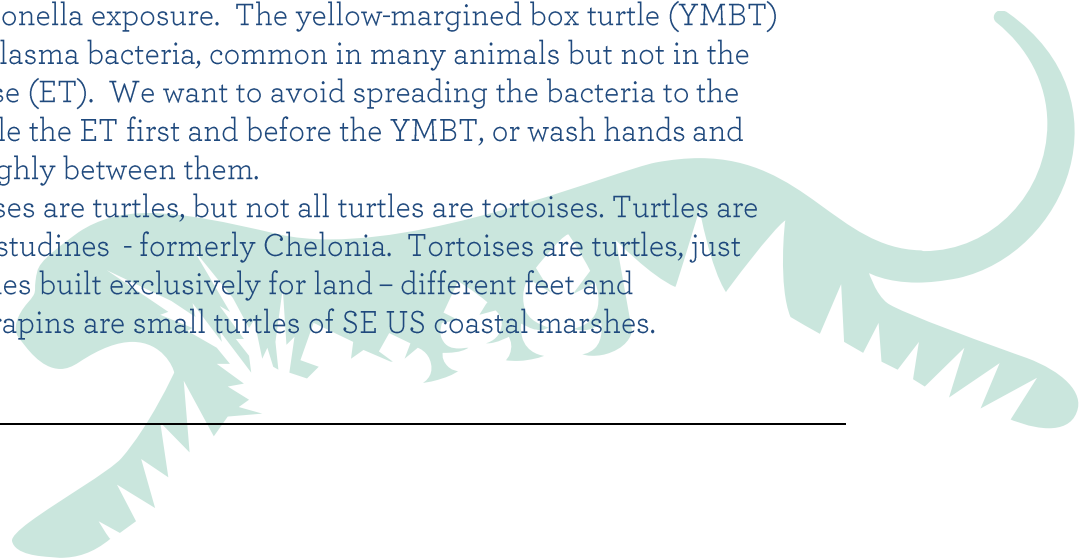 onella exposure.  The yellow-margined box turtle (YMBT)
lasma bacteria, common in many animals but not in the
se (ET).  We want to avoid spreading the bacteria to the
le the ET first and before the YMBT, or wash hands and
ghly between them.
ses are turtles, but not all turtles are tortoises. Turtles are
studines  - formerly Chelonia.  Tortoises are turtles, just
les built exclusively for land – different feet and
rapins are small turtles of SE US coastal marshes.